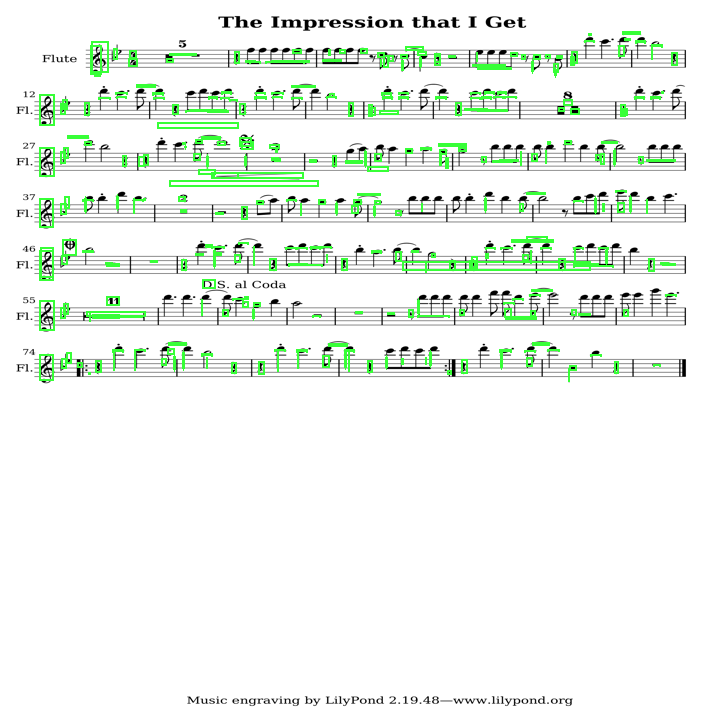 The Impression that I Get
Flute
5
12
Fl.
8
27
Fl.
37
Fl.
2
46
Fl.
D.S. al Coda
55
Fl.
11
74
Fl.
Music engraving by LilyPond 2.19.48—www.lilypond.org